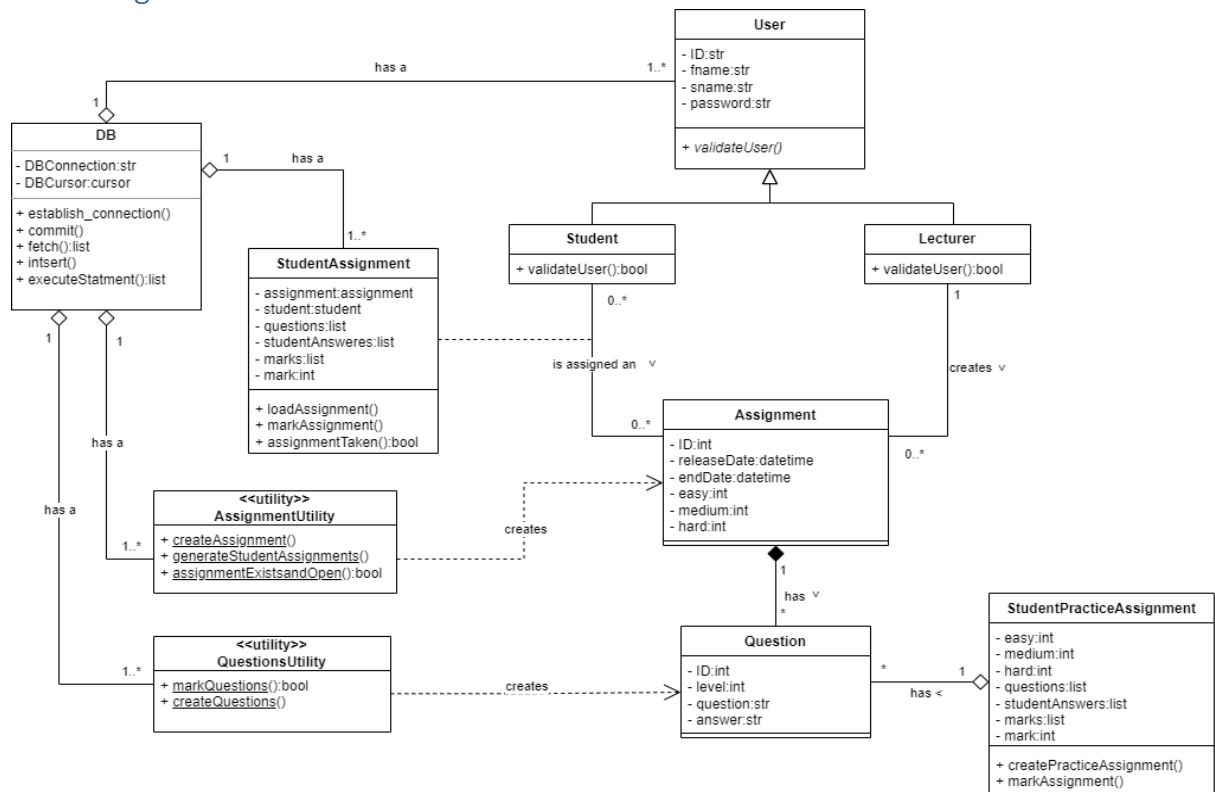 User
- ID:str
- fname:str
- sname:str
- password:str
+ validateUser()
has a
1..*
1
DB
- DBConnection:str
- DBCursor:cursor
+ establish_connection()
+ commit()
+ fetch():list
+ intsert()
+ executeStatment():list
1
has a
1..*
StudentAssignment
- assignment:assignment
- student:student
- questions:list
- studentAnsweres:list
- marks:list
- mark:int
+ loadAssignment()
+ markAssignment()
+ assignmentTaken():bool
Student
+ validateUser():bool
Lecturer
+ validateUser():bool
0..*
is assigned an v
0..*
1
creates v
0..*
Assignment
- ID:int
- releaseDate:datetime
- endDate:datetime
- easy:int
- medium:int
- hard:int
1
has a
1..*
1
has a
1..*
<<utility>>
AssignmentUtility
+ createAssignment()
+ generateStudentAssignments()
+ assignmentExistsandOpen():bool
creates
1
has v
*
<<utility>>
QuestionsUtility
+ markQuestions():bool
+ createQuestions()
creates
Question
- ID:int
- level:int
- question:str
- answer:str
*
has <
1
StudentPracticeAssignment
- easy:int
- medium:int
- hard:int
- questions:list
- studentAnswers:list
- marks:list
- mark:int
+ createPracticeAssignment()
+ markAssignment()